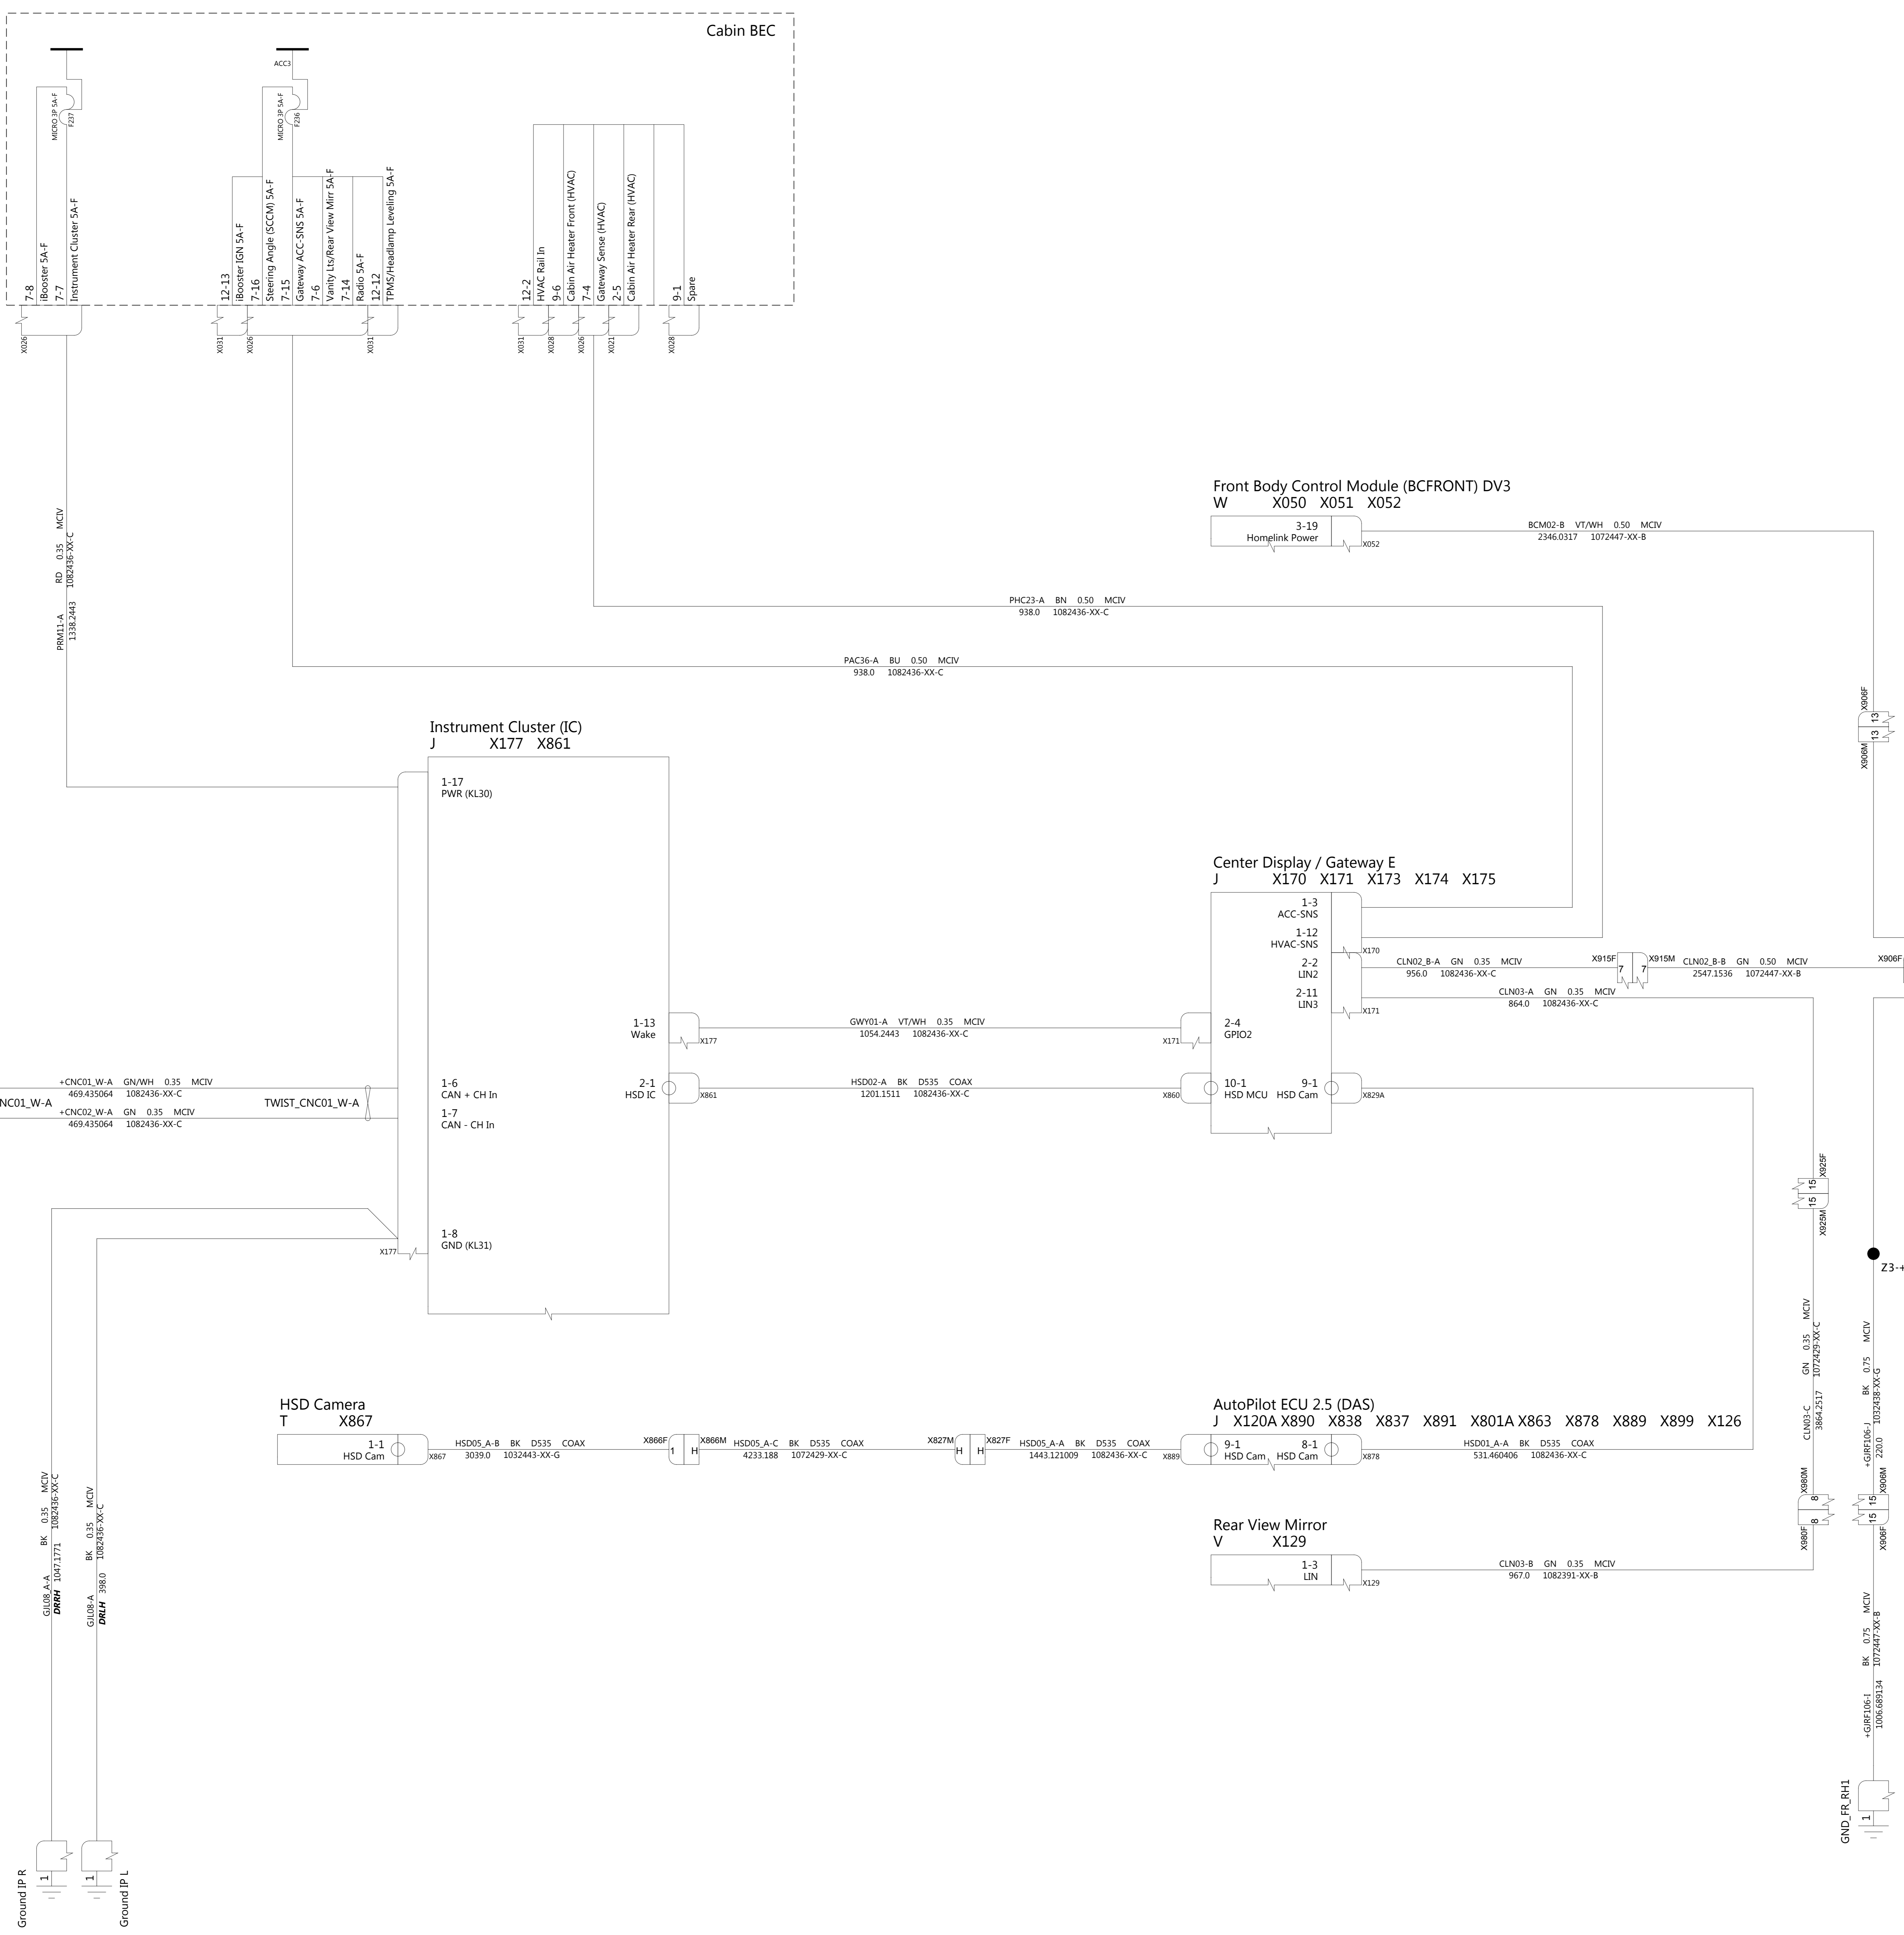 Cabin BEC
ACC3
MICRO 3P 5A-F
F237
MICRO 3P 5A-F
F236
7-8
iBooster 5A-F
7-7
Instrument Cluster 5A-F
12-13
iBooster IGN 5A-F
7-16
Steering Angle (SCCM) 5A-F
7-15
Gateway ACC-SNS 5A-F
7-6
Vanity Lts/Rear View Mirr 5A-F
7-14
Radio 5A-F
12-12
TPMS/Headlamp Leveling 5A-F
12-2
HVAC Rail In
9-6
Cabin Air Heater Front (HVAC)
7-4
Gateway Sense (HVAC)
2-5
Cabin Air Heater Rear (HVAC)
9-1
Spare
X026
X031
X026
X031
X031
X028
X026
X021
X028
PRM11-A RD 0.35 MCIV
1338.2443 1082436-XX-C
Front Body Control Module (BCFRONT) DV3
W X050 X051 X052
3-19
Homelink Power
X052
BCM02-B VT/WH 0.50 MCIV
2346.0317 1072447-XX-B
PHC23-A BN 0.50 MCIV
938.0 1082436-XX-C
PAC36-A BU 0.50 MCIV
938.0 1082436-XX-C
X906F
13
13
X906M
Instrument Cluster (IC)
J X177 X861
1-17
PWR (KL30)
1-13
Wake
X177
1-6
CAN + CH In
2-1
HSD IC
X861
1-7
CAN - CH In
1-8
GND (KL31)
X177
Center Display / Gateway E
J X170 X171 X173 X174 X175
1-3
ACC-SNS
1-12
HVAC-SNS
X170
2-2
LIN2
2-11
LIN3
X171
2-4
GPIO2
X171
10-1
HSD MCU
9-1
HSD Cam
X860
X829A
CLN02_B-A GN 0.35 MCIV
956.0 1082436-XX-C
X915F
7
7
X915M
CLN02_B-B GN 0.50 MCIV
2547.1536 1072447-XX-B
X906F
CLN03-A GN 0.35 MCIV
864.0 1082436-XX-C
GWY01-A VT/WH 0.35 MCIV
1054.2443 1082436-XX-C
HSD02-A BK D535 COAX
1201.1511 1082436-XX-C
+CNC01_W-A GN/WH 0.35 MCIV
469.435064 1082436-XX-C
NC01_W-A
TWIST_CNC01_W-A
+CNC02_W-A GN 0.35 MCIV
469.435064 1082436-XX-C
X925F
15
15
X925M
Z3-+
CLN03-C GN 0.35 MCIV
3864.2517 1072429-XX-C
+GJRF106-J BK 0.75 MCIV
220.0 1032438-XX-G
HSD Camera
T X867
1-1
HSD Cam
X867
HSD05_A-B BK D535 COAX
3039.0 1032443-XX-G
X866F
1
H
X866M
HSD05_A-C BK D535 COAX
4233.188 1072429-XX-C
X827M
H
H
X827F
HSD05_A-A BK D535 COAX
1443.121009 1082436-XX-C
X889
AutoPilot ECU 2.5 (DAS)
J X120A X890 X838 X837 X891 X801A X863 X878 X889 X899 X126
9-1
HSD Cam
8-1
HSD Cam
X878
HSD01_A-A BK D535 COAX
531.460406 1082436-XX-C
X980M
8
8
X980F
X906M
15
15
X906F
Rear View Mirror
V X129
1-3
LIN
X129
CLN03-B GN 0.35 MCIV
967.0 1082391-XX-B
GJL08_A-A BK 0.35 MCIV
DRRH 1047.1771 1082436-XX-C
GJL08-A BK 0.35 MCIV
DRLH 398.0 1082436-XX-C
+GJRF106-I BK 0.75 MCIV
1006.689134 1072447-XX-B
GND_FR_RH1
1
Ground IP R
1
1
Ground IP L